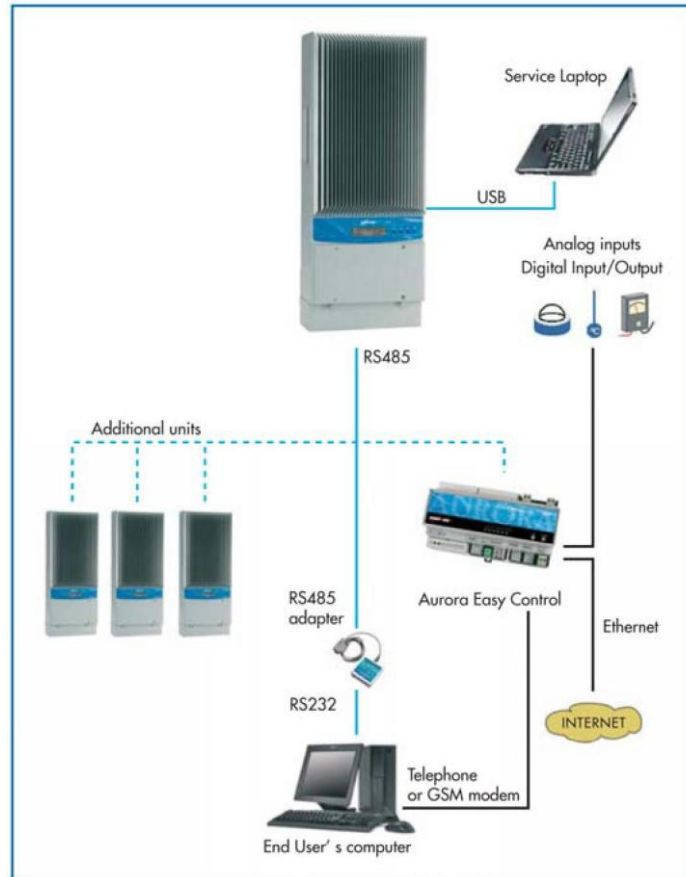 Service Laptop
USB
Analog inputs
Digital Input/Output
°C
RS485
Additional units
AURORA
RS485
adapter
Aurora Easy Control
Ethernet
RS232
INTERNET
Telephone
or GSM modem
End User' s computer